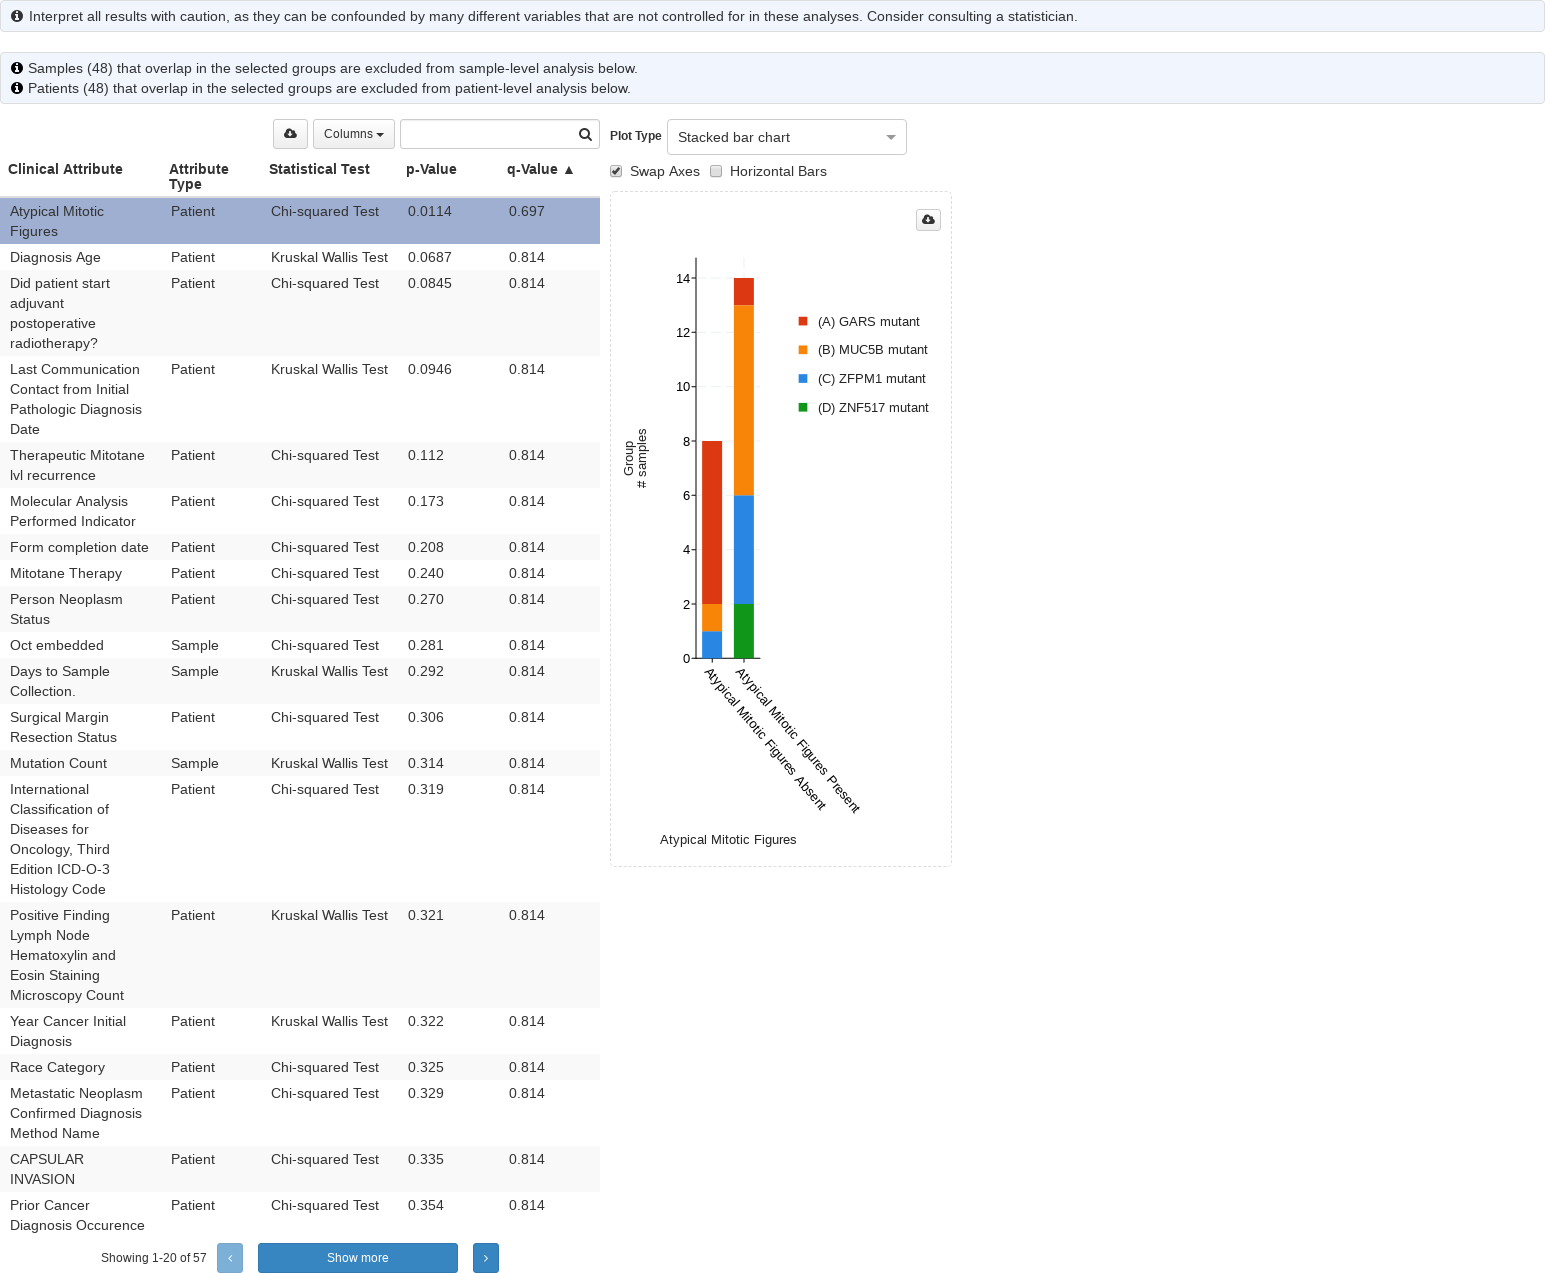 Interpret all results with caution, as they can be confounded by many different variables that are not controlled for in these analyses. Consider consulting a statistician.
Samples (48) that overlap in the selected groups are excluded from sample-level analysis below.
Patients (48) that overlap in the selected groups are excluded from patient-level analysis below.
Columns
Clinical Attribute Attribute Type Statistical Test p-Value q-Value ▲
Atypical Mitotic Figures Patient Chi-squared Test 0.0114 0.697
Diagnosis Age Patient Kruskal Wallis Test 0.0687 0.814
Did patient start adjuvant postoperative radiotherapy? Patient Chi-squared Test 0.0845 0.814
Last Communication Contact from Initial Pathologic Diagnosis Date Patient Kruskal Wallis Test 0.0946 0.814
Therapeutic Mitotane lvl recurrence Patient Chi-squared Test 0.112 0.814
Molecular Analysis Performed Indicator Patient Chi-squared Test 0.173 0.814
Form completion date Patient Chi-squared Test 0.208 0.814
Mitotane Therapy Patient Chi-squared Test 0.240 0.814
Person Neoplasm Status Patient Chi-squared Test 0.270 0.814
Oct embedded Sample Chi-squared Test 0.281 0.814
Days to Sample Collection. Sample Kruskal Wallis Test 0.292 0.814
Surgical Margin Resection Status Patient Chi-squared Test 0.306 0.814
Mutation Count Sample Kruskal Wallis Test 0.314 0.814
International Classification of Diseases for Oncology, Third Edition ICD-O-3 Histology Code Patient Chi-squared Test 0.319 0.814
Positive Finding Lymph Node Hematoxylin and Eosin Staining Microscopy Count Patient Kruskal Wallis Test 0.321 0.814
Year Cancer Initial Diagnosis Patient Kruskal Wallis Test 0.322 0.814
Race Category Patient Chi-squared Test 0.325 0.814
Metastatic Neoplasm Confirmed Diagnosis Method Name Patient Chi-squared Test 0.329 0.814
CAPSULAR INVASION Patient Chi-squared Test 0.335 0.814
Prior Cancer Diagnosis Occurence Patient Chi-squared Test 0.354 0.814
Showing 1-20 of 57
Show more
Plot Type Stacked bar chart
Swap Axes Horizontal Bars
14
12
10
8
6
4
2
0
Group
# samples
(A) GARS mutant
(B) MUC5B mutant
(C) ZFPM1 mutant
(D) ZNF517 mutant
Atypical Mitotic Figures Absent
Atypical Mitotic Figures Present
Atypical Mitotic Figures